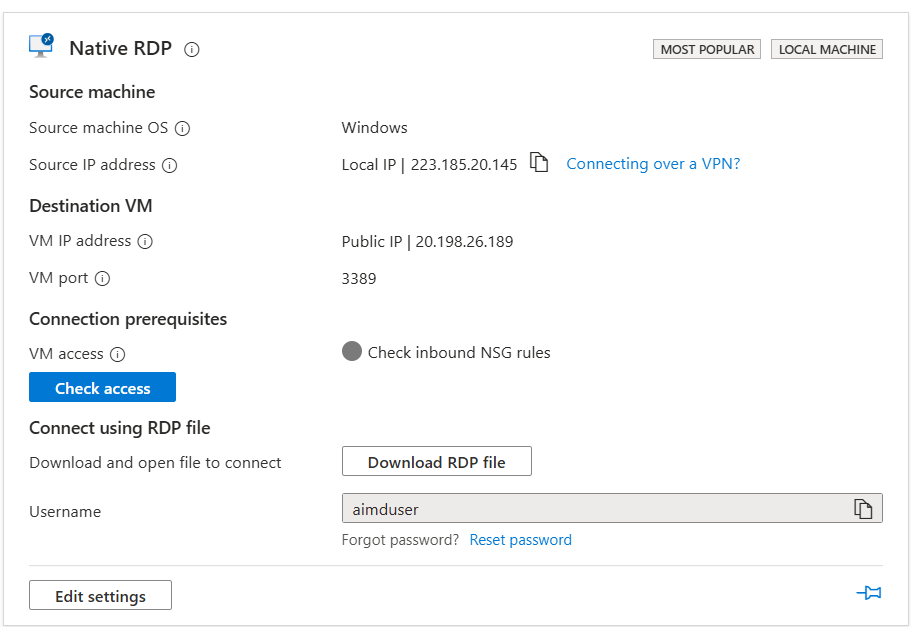 Native RDP
MOST POPULAR
LOCAL MACHINE
Source machine
Source machine OS
Windows
Source IP address
Local IP | 223.185.20.145
Connecting over a VPN?
Destination VM
VM IP address
Public IP | 20.198.26.189
VM port
3389
Connection prerequisites
VM access
Check inbound NSG rules
Check access
Connect using RDP file
Download and open file to connect
Download RDP file
Username
aimduser
Forgot password? Reset password
Edit settings